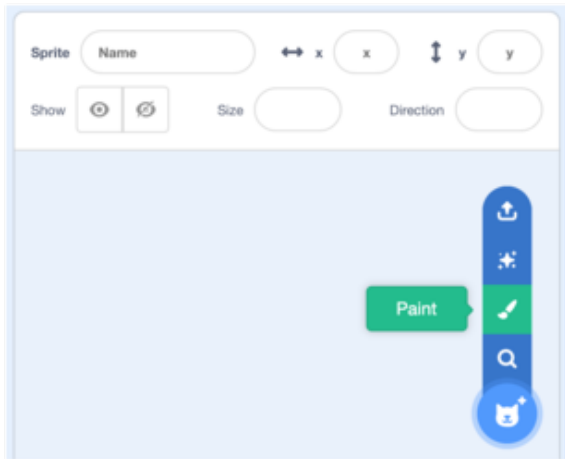 Sprite Name x x y y
Show Size Direction
Paint